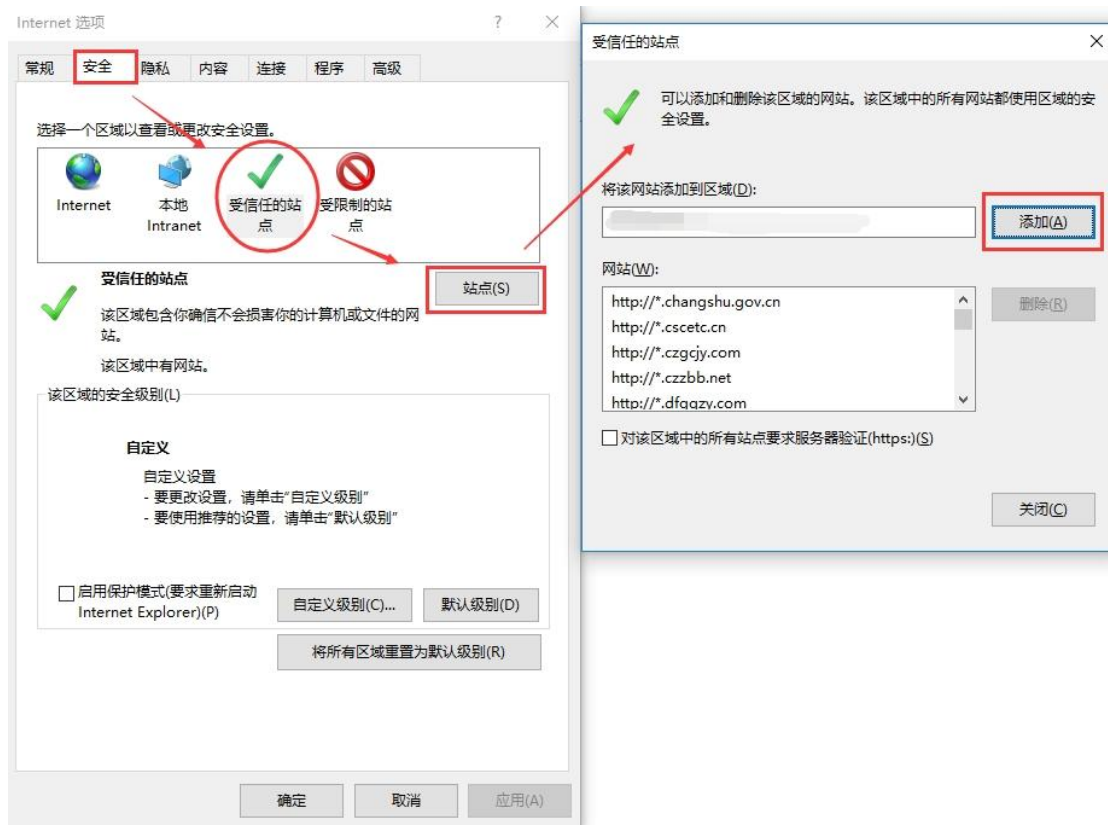 Internet 选项
常规 安全 隐私 内容 连接 程序 高级
选择一个区域以查看或更改安全设置。
Internet
本地
Intranet
受信任的站
点
受限制的站
点
受信任的站点
站点(S)
该区域包含你确信不会损害你的计算机或文件的网
站。
该区域中有网站。
该区域的安全级别(L)
自定义
自定义设置
- 要更改设置，请单击“自定义级别”
- 要使用推荐的设置，请单击“默认级别”
启用保护模式(要求重新启动
Internet Explorer)(P)
自定义级别(C)...
默认级别(D)
将所有区域重置为默认级别(R)
确定
取消
应用(A)
受信任的站点
可以添加和删除该区域的网站。该区域中的所有网站都使用区域的安
全设置。
将该网站添加到区域(D):
添加(A)
网站(W):
http://*.changshu.gov.cn
http://*.cscetc.cn
http://*.czgcjy.com
http://*.czzbb.net
http://*.dfggzy.com
删除(R)
对该区域中的所有站点要求服务器验证(https:)(S)
关闭(C)